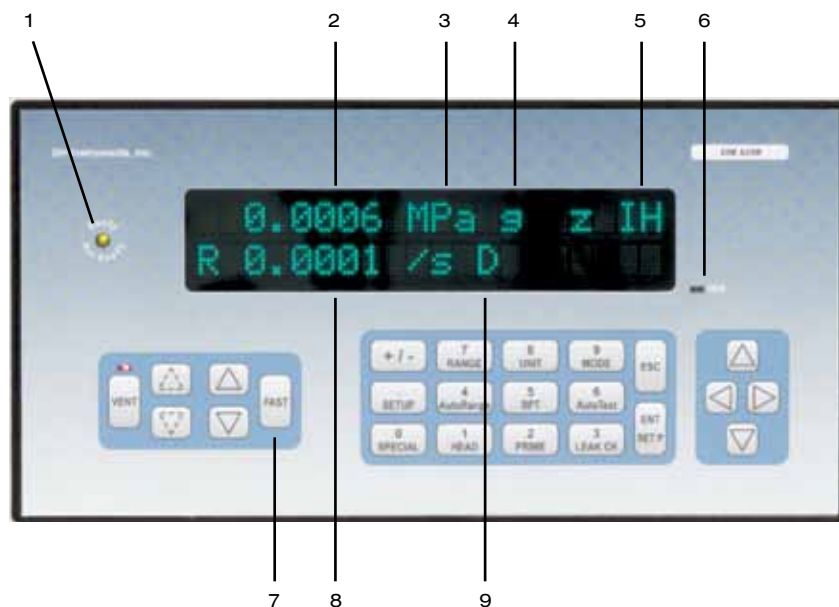 1 2 3 4 5 6
0.0006 MPa g z IH
R 0.0001 /s D
+ / - 7 RANGE 8 UNIT 9 MODE ESC
VENT FAST
SETUP 4 AutoRange 5 RPT 6 AutoTest
ENT SET P
0 SPECIAL 1 HEAD 2 PRIME 3 LEAK CK
7 8 9